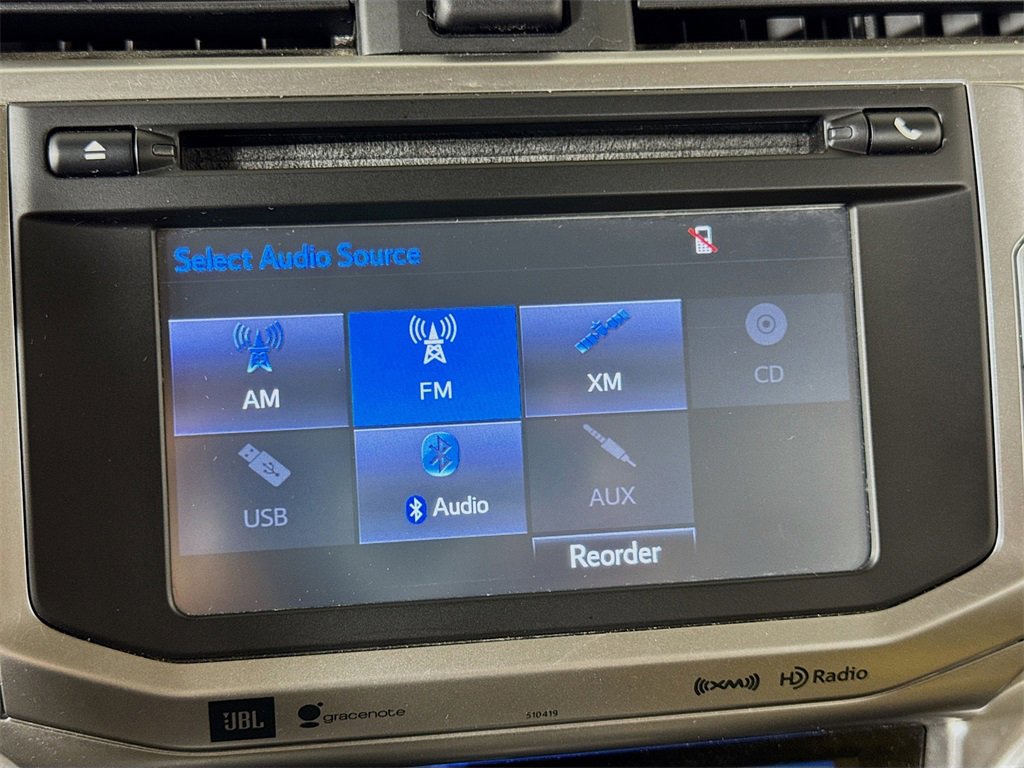 Select Audio Source
AM
FM
XM
CD
USB
Audio
AUX
Reorder
XM
HD Radio
JBL
gracenote
510419